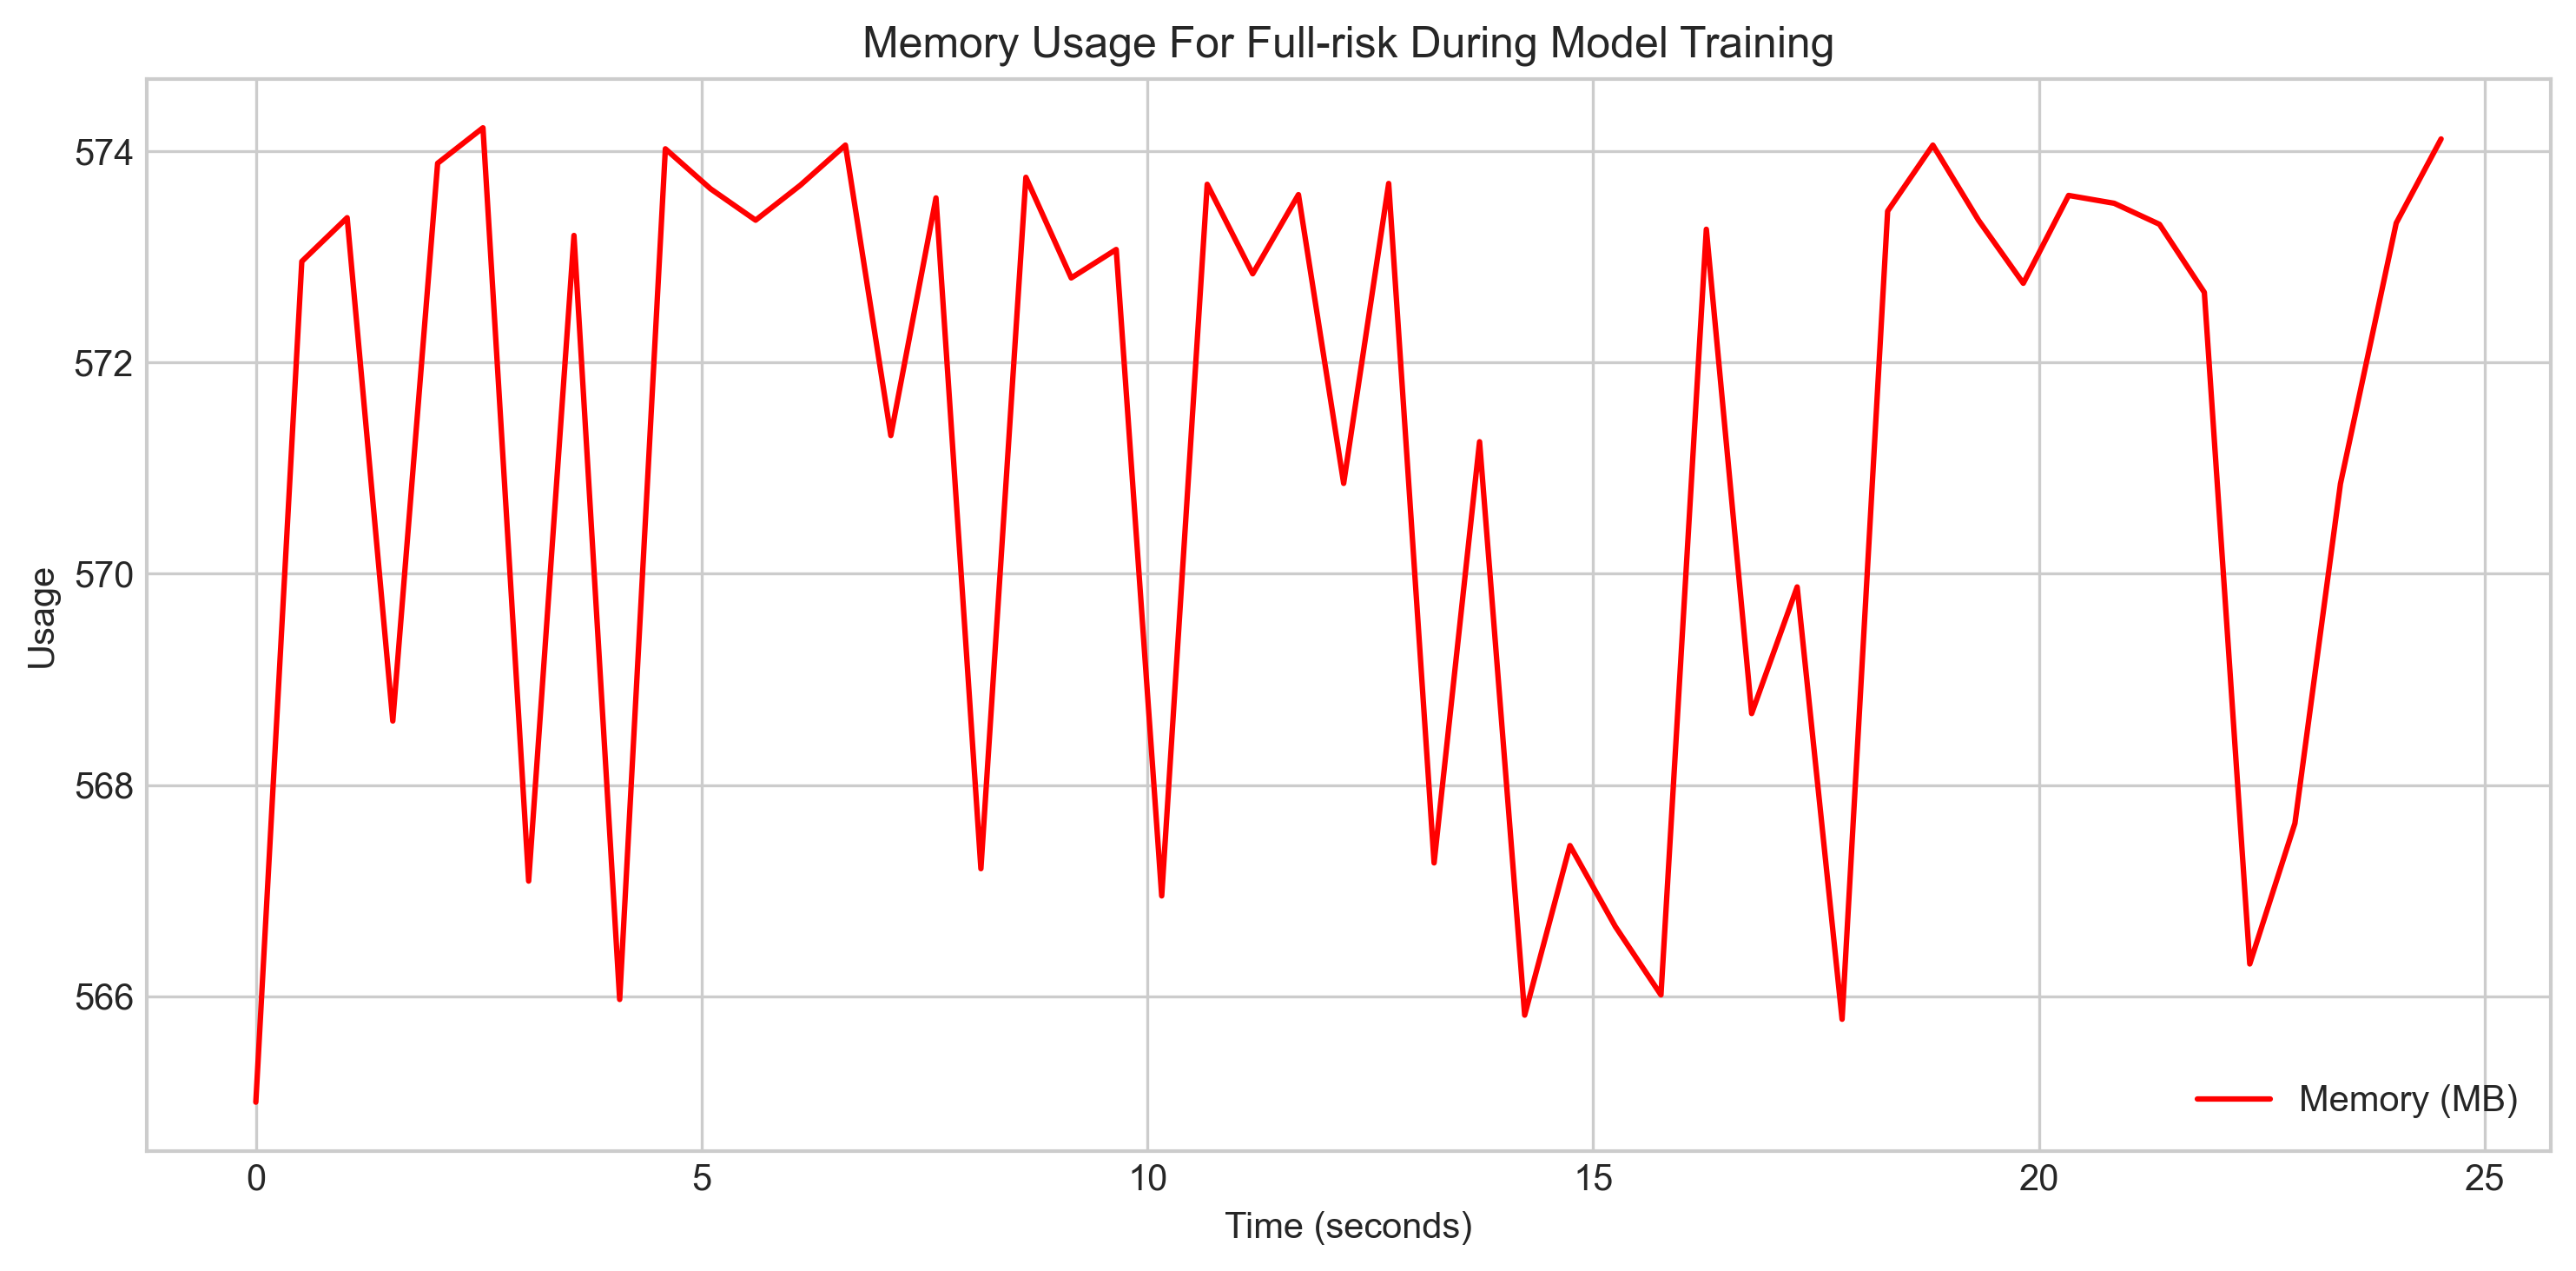 Memory Usage For Full-risk During Model Training
574
572
570
568
566
Usage
Memory (MB)
0 5 10 15 20 25
Time (seconds)